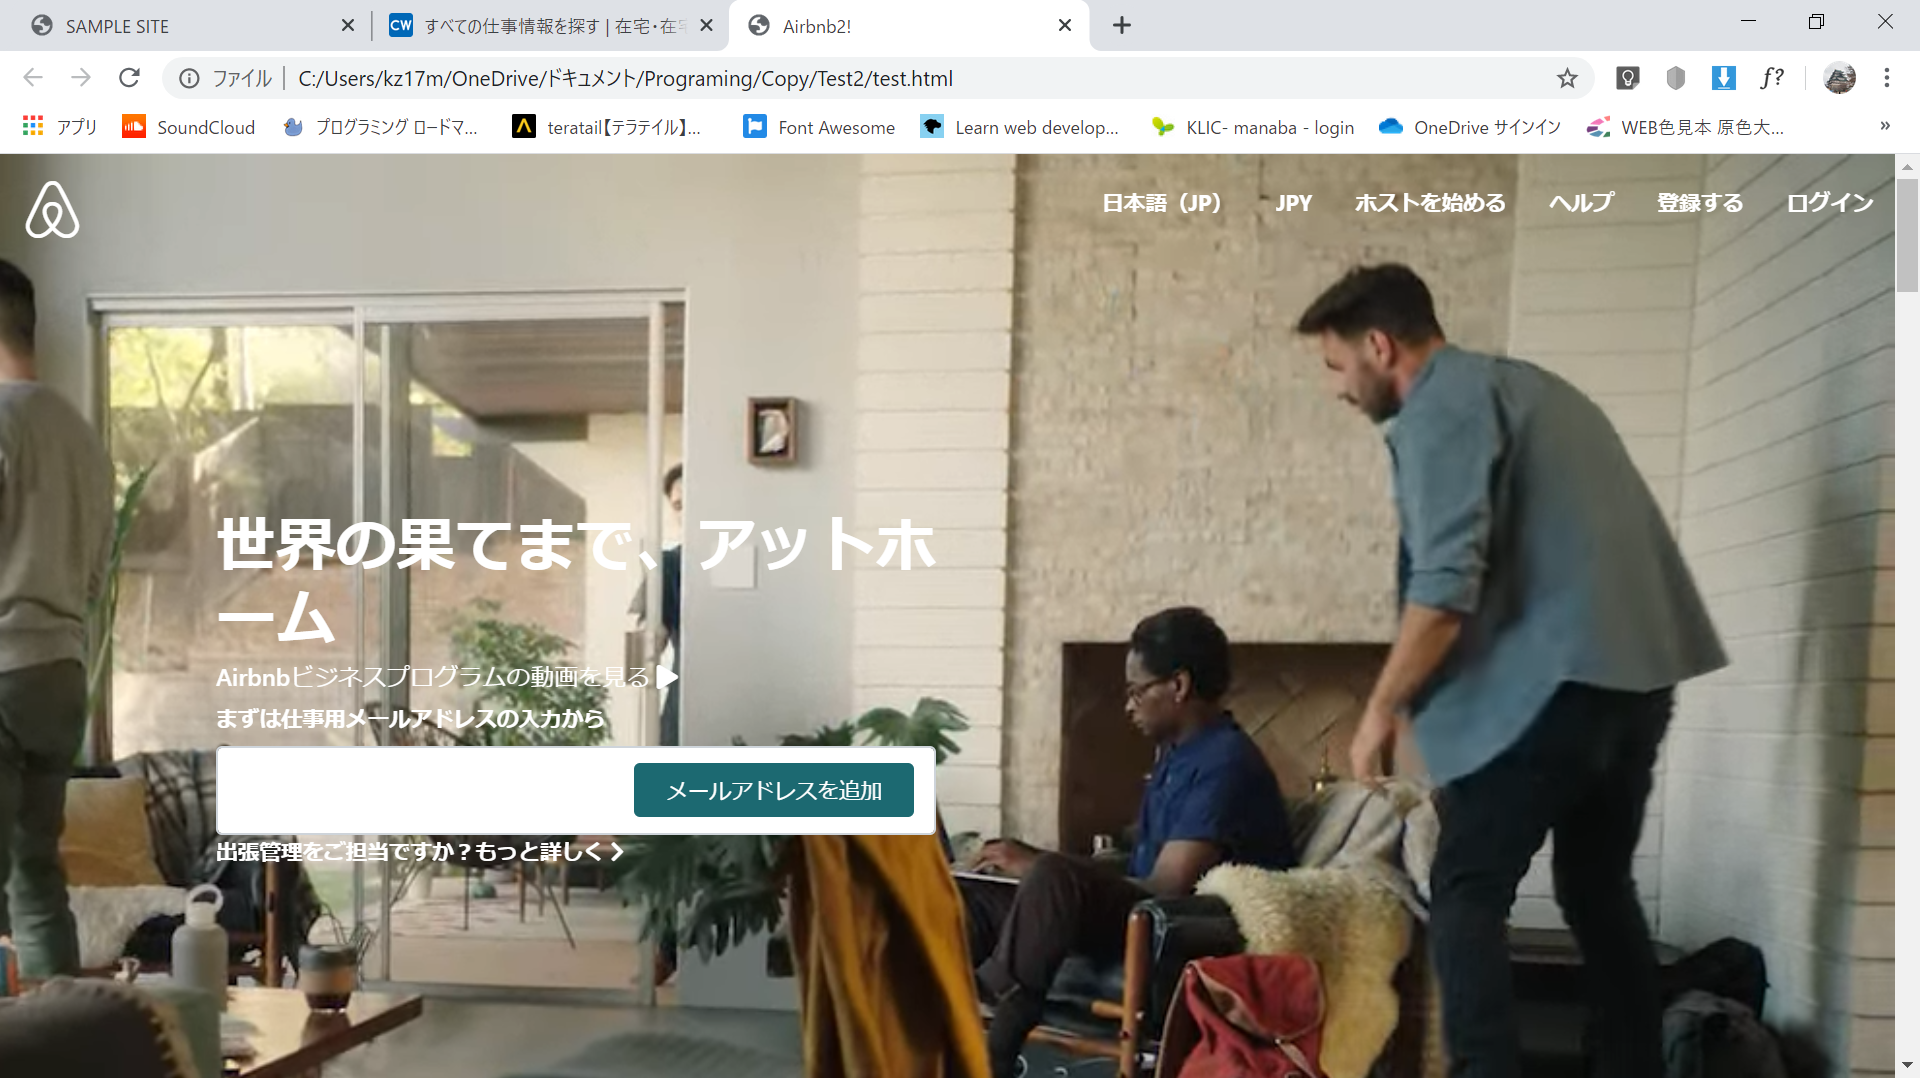 SAMPLE SITE
すべての仕事情報を探す | 在宅・在宅
Airbnb2!
ファイル | C:/Users/kz17m/OneDrive/ドキュメント/Programing/Copy/Test2/test.html
f?
アプリ
SoundCloud
プログラミング ロードマ...
teratail【テラテイル】...
Font Awesome
Learn web develop...
KLIC- manaba - login
OneDrive サインイン
WEB色見本 原色大...
»
日本語（JP）
JPY
ホストを始める
ヘルプ
登録する
ログイン
世界の果てまで、アットホ
ーム
Airbnbビジネスプログラムの動画を見る
まずは仕事用メールアドレスの入力から
メールアドレスを追加
出張管理をご担当ですか？もっと詳しく